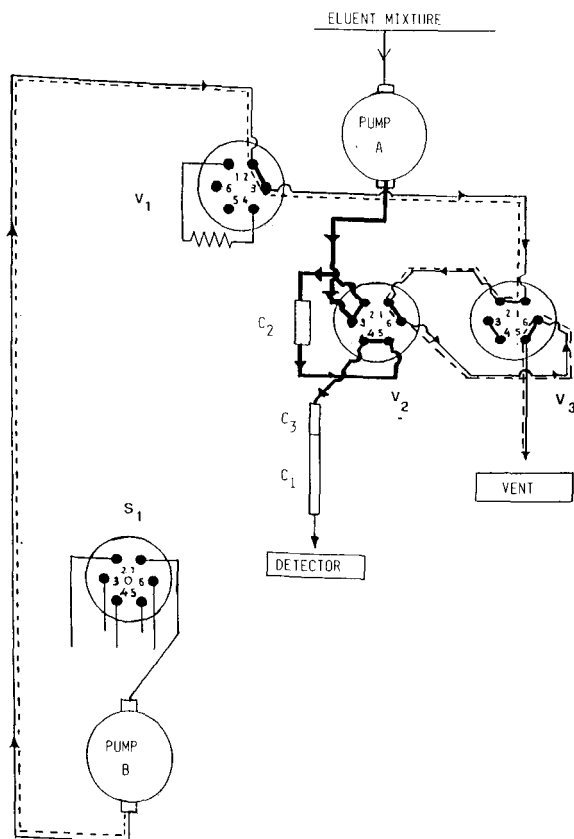 ELUENT MIXTURE
PUMP
A
V1
1 2
6 3
5 4
C2
2 1
3 6
4 5
V2
2 1
3 6
4 5
V3
C3
C1
VENT
DETECTOR
S1
2 1
3 6
4 5
PUMP
B